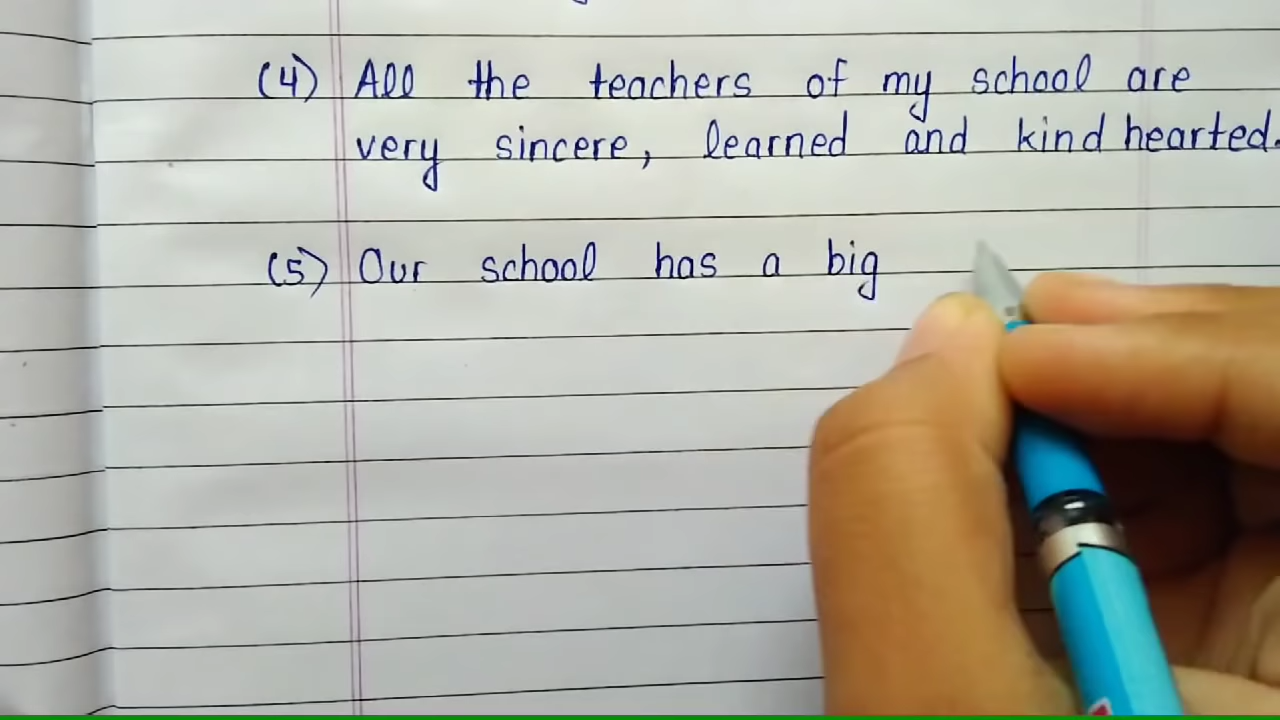 (4) All the teachers of my school are
very sincere, learned and kind hearted.
(5) Our school has a big